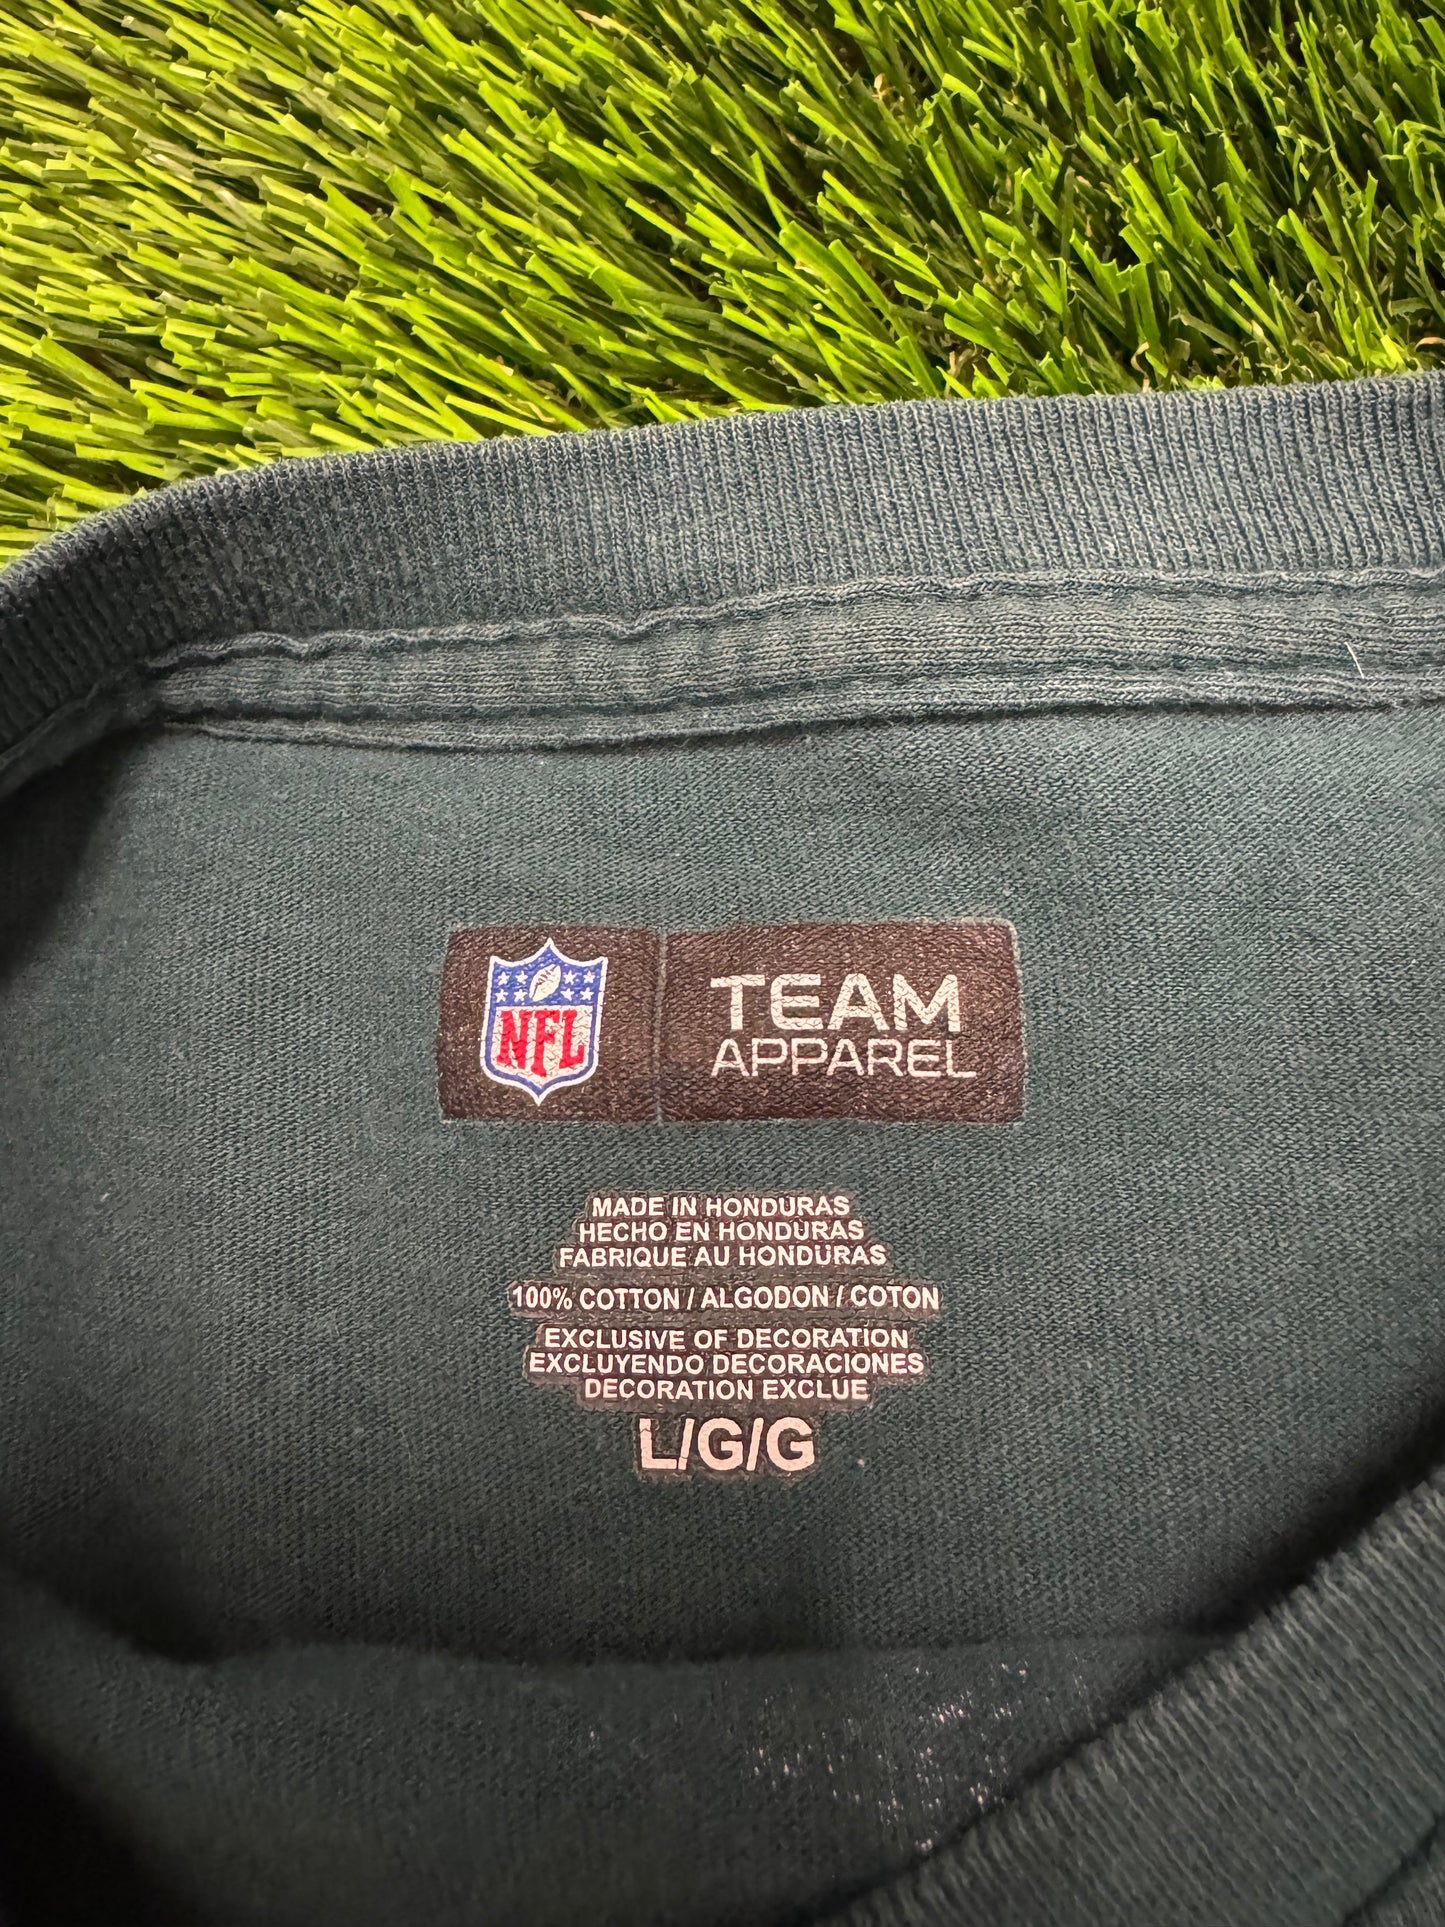 NFL
TEAM
APPAREL
MADE IN HONDURAS
HECHO EN HONDURAS
FABRIQUE AU HONDURAS
100% COTTON / ALGODON / COTON
EXCLUSIVE OF DECORATION
EXCLUYENDO DECORACIONES
DECORATION EXCLUE
L/G/G